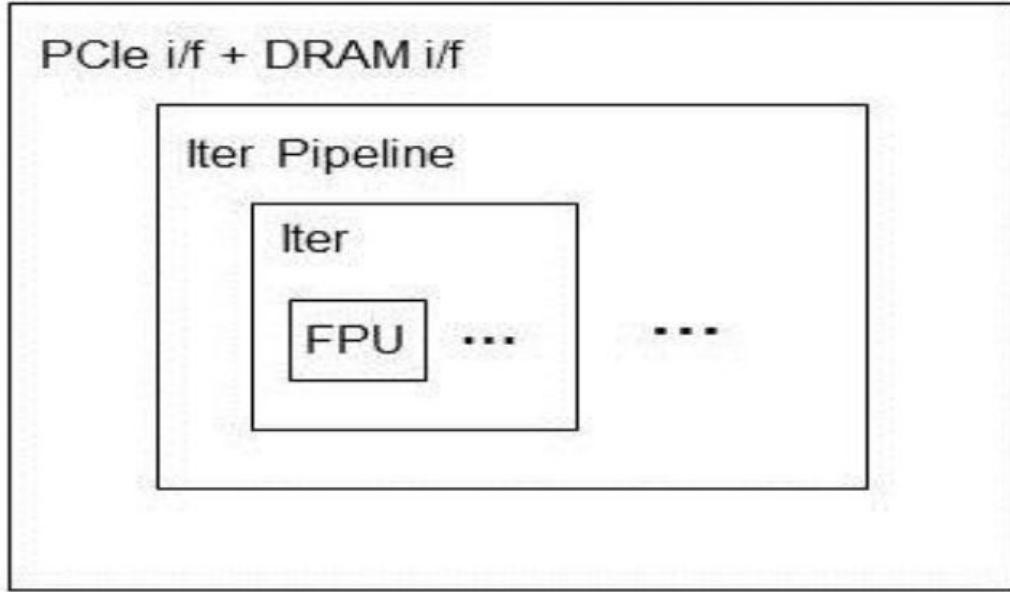 PCIe i/f + DRAM i/f
Iter Pipeline
Iter
FPU ... ...